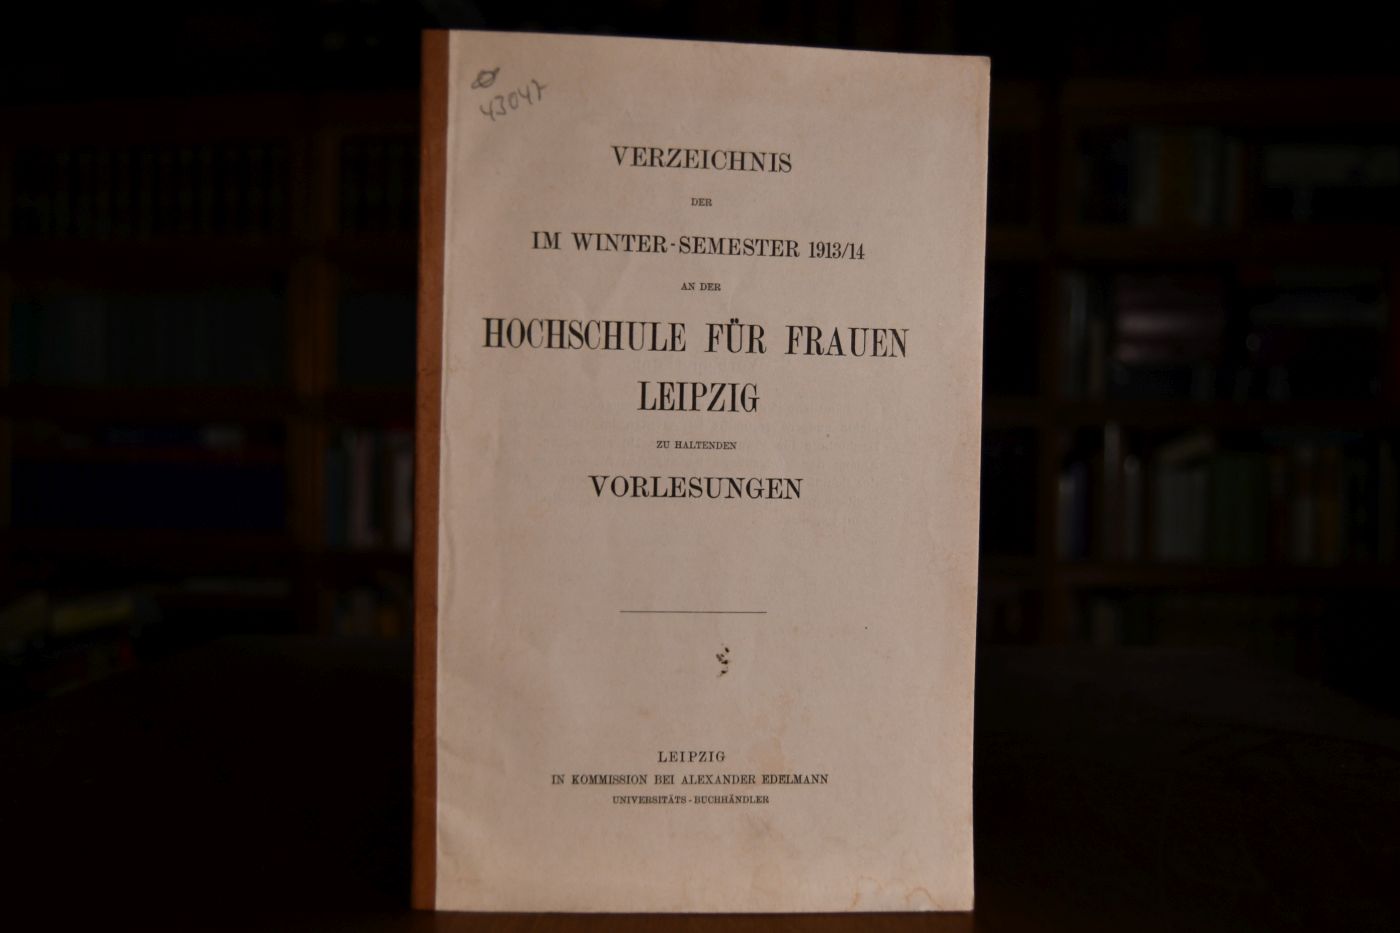 43047
VERZEICHNIS
DER
IM WINTER-SEMESTER 1913/14
AN DER
HOCHSCHULE FÜR FRAUEN
LEIPZIG
ZU HALTENDEN
VORLESUNGEN
LEIPZIG
IN KOMMISSION BEI ALEXANDER EDELMANN
UNIVERSITÄTS-BUCHHÄNDLER